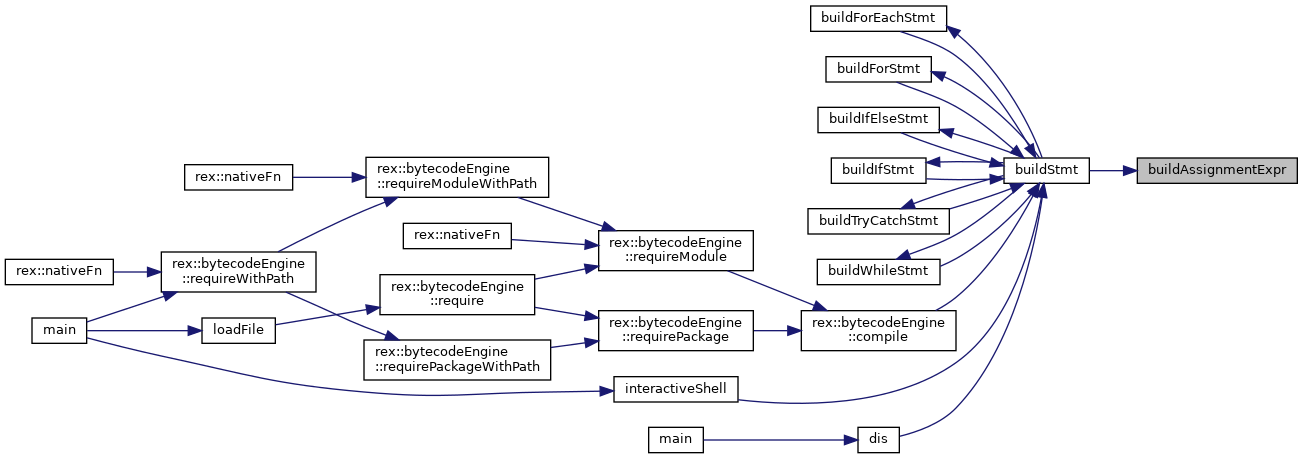 buildForEachStmt
buildForStmt
buildIfElseStmt
rex::bytecodeEngine
::requireModuleWithPath
rex::nativeFn
buildIfStmt
buildStmt
buildAssignmentExpr
buildTryCatchStmt
rex::nativeFn
rex::bytecodeEngine
::requireModule
rex::bytecodeEngine
::requireWithPath
rex::nativeFn
buildWhileStmt
rex::bytecodeEngine
::require
main
loadFile
rex::bytecodeEngine
::requirePackage
rex::bytecodeEngine
::compile
rex::bytecodeEngine
::requirePackageWithPath
interactiveShell
main
dis